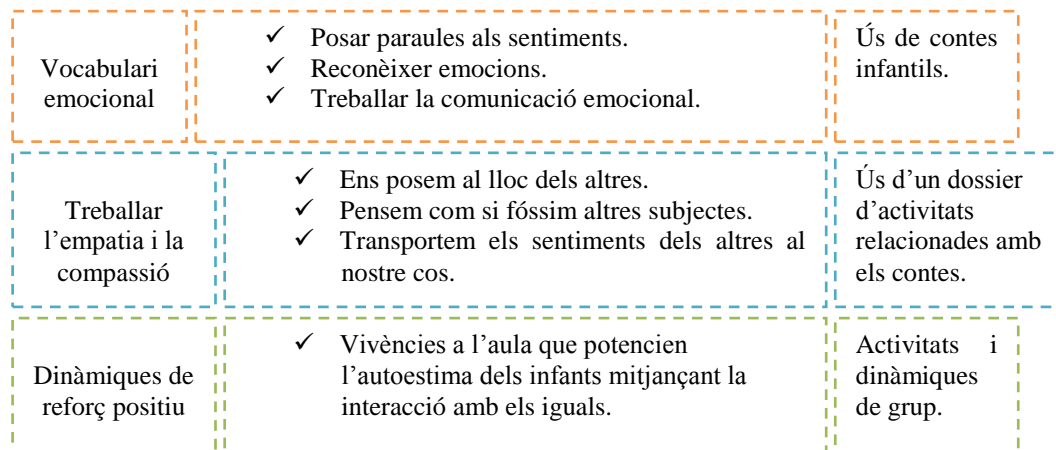 Vocabulari
emocional
✓ Posar paraules als sentiments.
✓ Reconèixer emocions.
✓ Treballar la comunicació emocional.
Ús de contes
infantils.
Treballar
l’empatia i la
compassió
✓ Ens posem al lloc dels altres.
✓ Pensem com si fóssim altres subjectes.
✓ Transportem els sentiments dels altres al
nostre cos.
Ús d’un dossier
d’activitats
relacionades amb
els contes.
Dinàmiques de
reforç positiu
✓ Vivències a l’aula que potencien
l’autoestima dels infants mitjançant la
interacció amb els iguals.
Activitats i
dinàmiques
de grup.